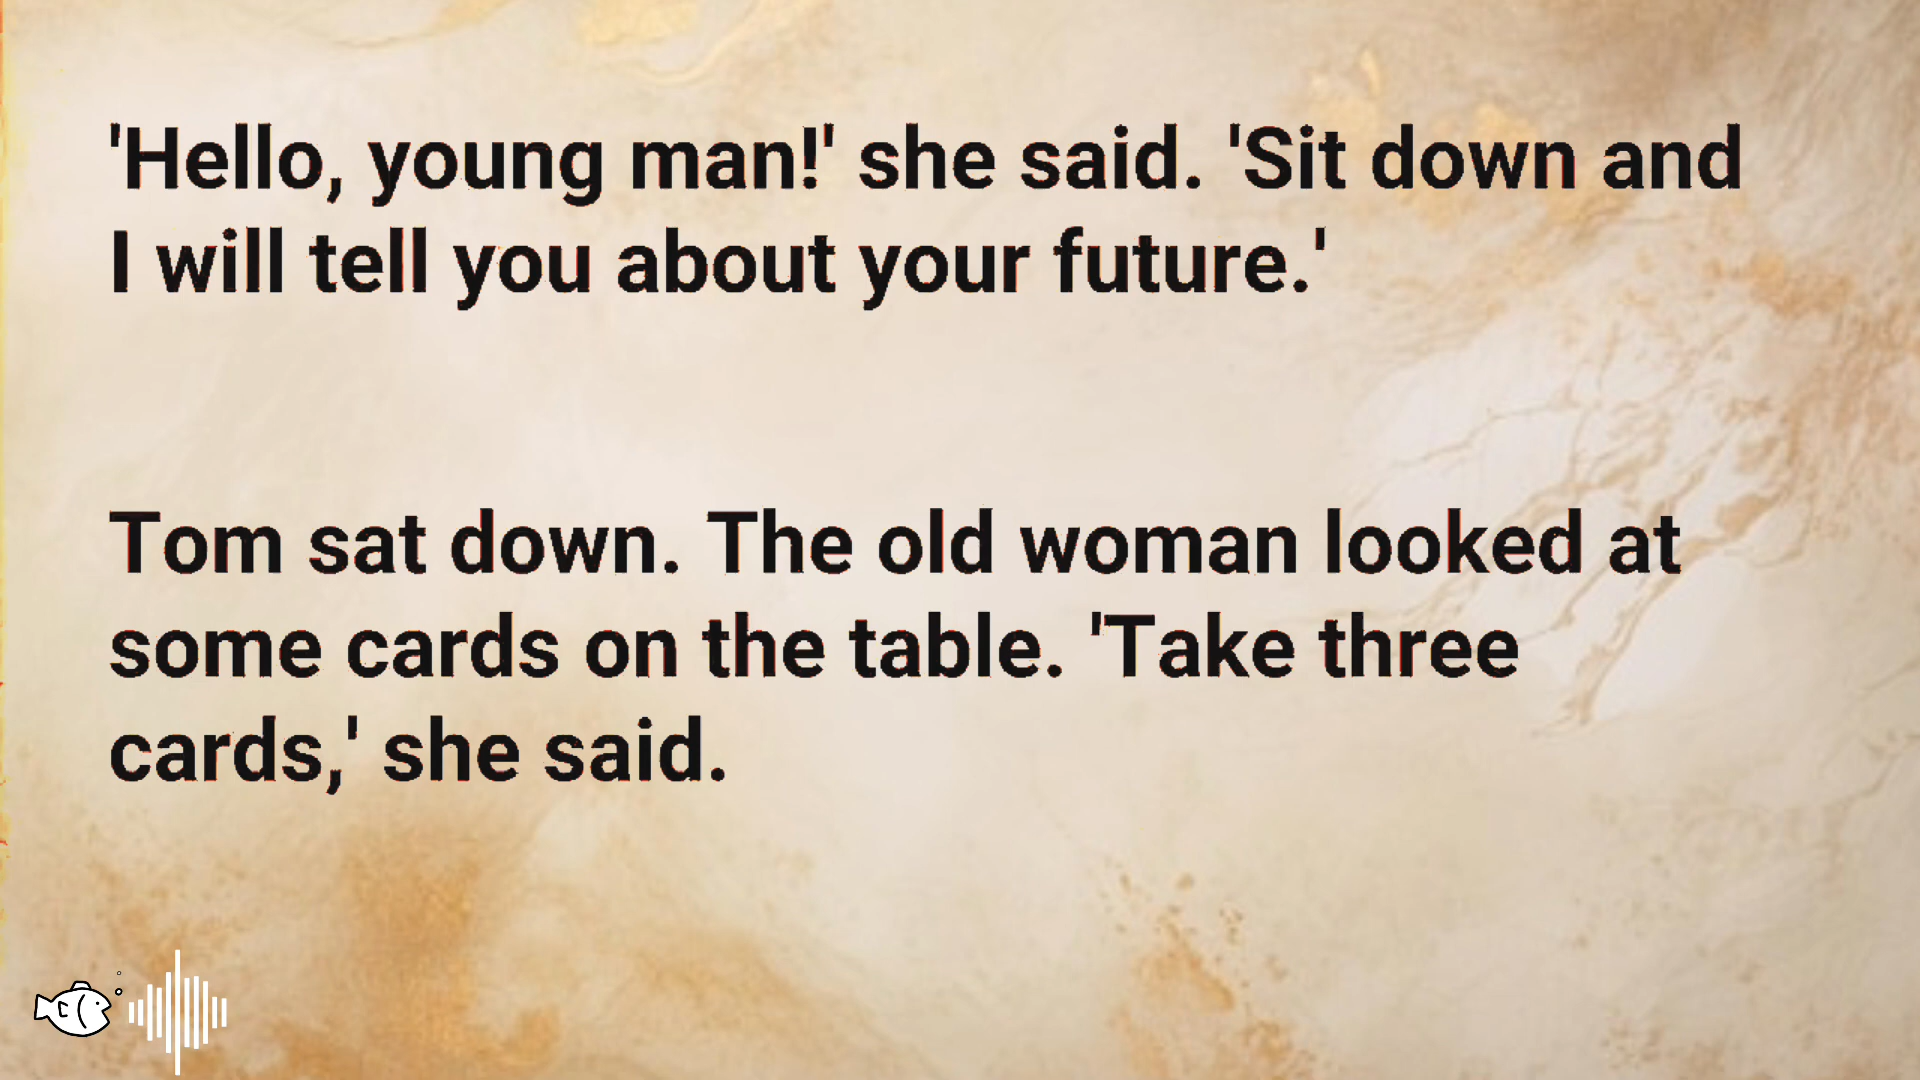 'Hello, young man!' she said. 'Sit down and
I will tell you about your future.'
Tom sat down. The old woman looked at
some cards on the table. 'Take three
cards,' she said.